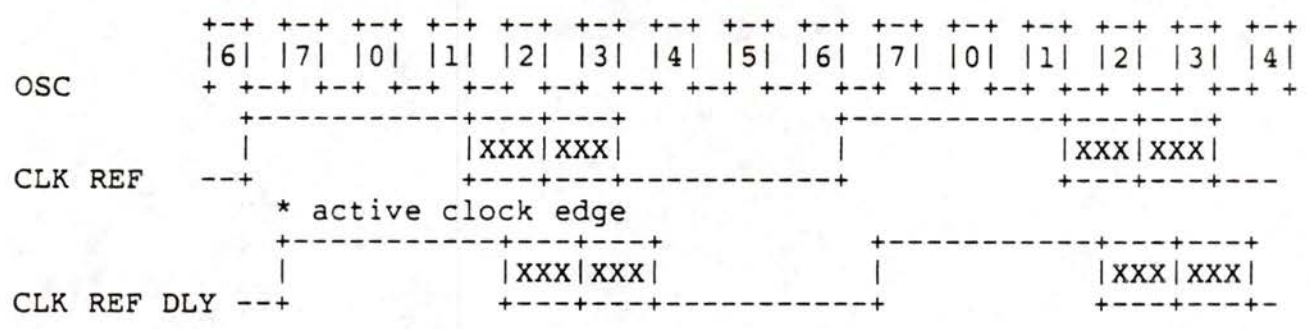 +-+ +-+ +-+ +-+ +-+ +-+ +-+ +-+ +-+ +-+ +-+ +-+ +-+ +-+ +-+
|6| |7| |0| |1| |2| |3| |4| |5| |6| |7| |0| |1| |2| |3| |4|
OSC + +-+ +-+ +-+ +-+ +-+ +-+ +-+ +-+ +-+ +-+ +-+ +-+ +-+ +-+ +
+-----------+---+---+ +-----------+---+---+
| |XXX|XXX| | |XXX|XXX|
CLK REF --+ +---+---+-----------+ +---+---+---
* active clock edge
+-----------+---+---+ +-----------+---+---+
| |XXX|XXX| | |XXX|XXX|
CLK REF DLY --+ +---+---+-----------+ +---+---+-